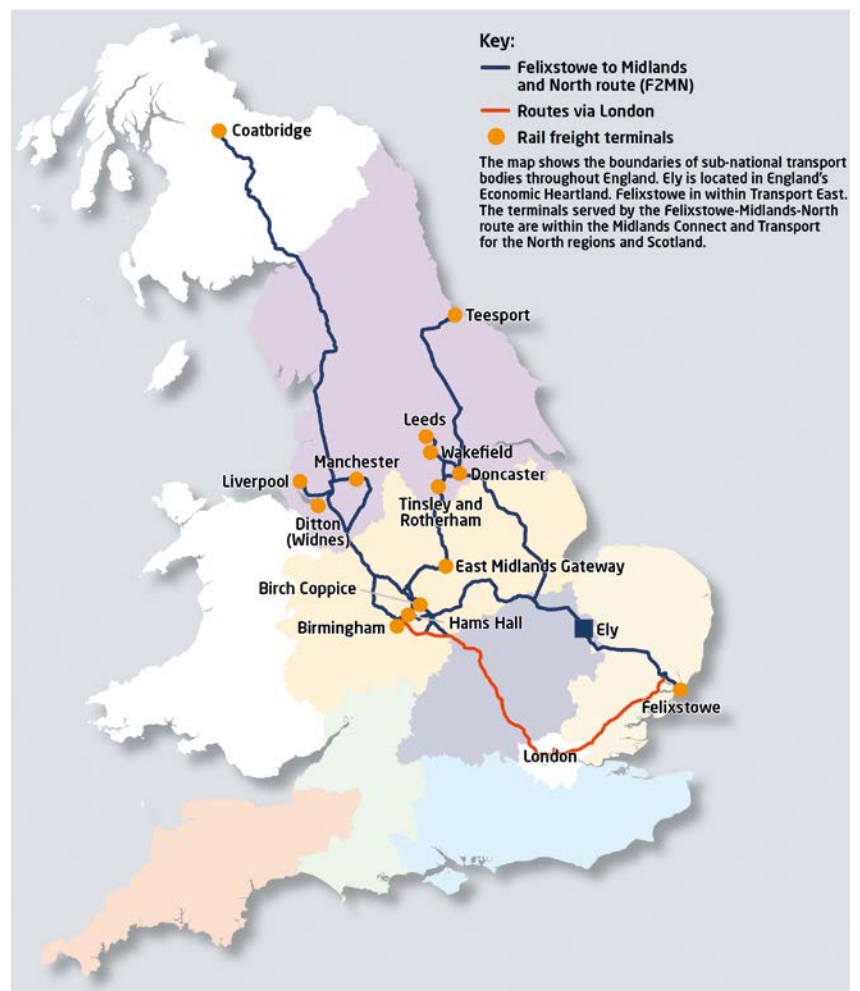 Key:
Felixstowe to Midlands
and North route (F2MN)
Routes via London
Rail freight terminals
The map shows the boundaries of sub-national transport
bodies throughout England. Ely is located in England's
Economic Heartland. Felixstowe in within Transport East.
The terminals served by the Felixstowe-Midlands-North
route are within the Midlands Connect and Transport
for the North regions and Scotland.
Coatbridge
Teesport
Leeds
Wakefield
Manchester
Doncaster
Liverpool
Tinsley and
Rotherham
Ditton
(Widnes)
East Midlands Gateway
Birch Coppice
Hams Hall
Birmingham
Ely
Felixstowe
London